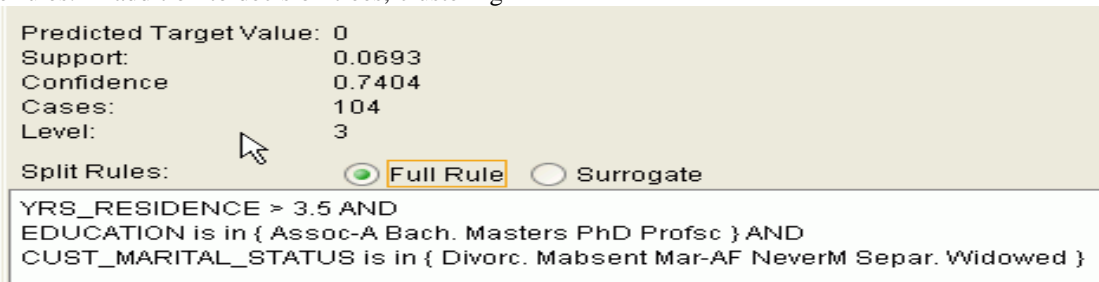 Predicted Target Value: 0
Support: 0.0693
Confidence 0.7404
Cases: 104
Level: 3
Split Rules: Full Rule Surrogate
YRS_RESIDENCE > 3.5 AND
EDUCATION is in { Assoc-A Bach. Masters PhD Profsc } AND
CUST_MARITAL_STATUS is in { Divorc. Mabsent Mar-AF NeverM Separ. Widowed }